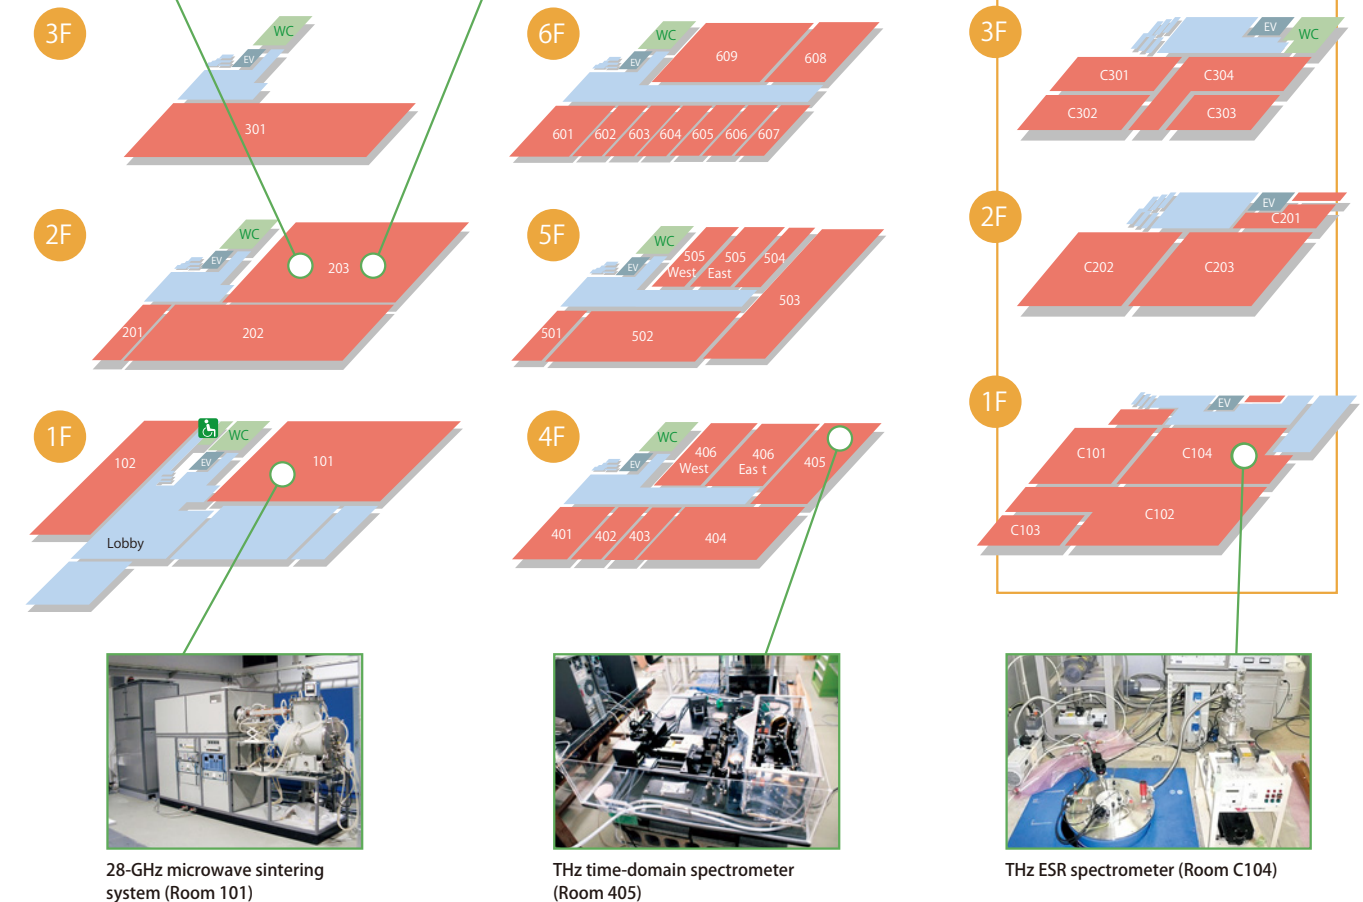 3F
WC
EV
301
2F
WC
EV
203
201
202
1F
WC
EV
102
101
Lobby
28-GHz microwave sintering
system (Room 101)
6F
WC
EV
609
608
601
602
603
604
605
606
607
5F
WC
EV
505
West
505
East
504
503
501
502
4F
WC
EV
406
West
406
Eas t
405
401
402
403
404
THz time-domain spectrometer
(Room 405)
3F
EV
WC
C301
C304
C302
C303
2F
EV
C201
C202
C203
1F
EV
C101
C104
C102
C103
THz ESR spectrometer (Room C104)